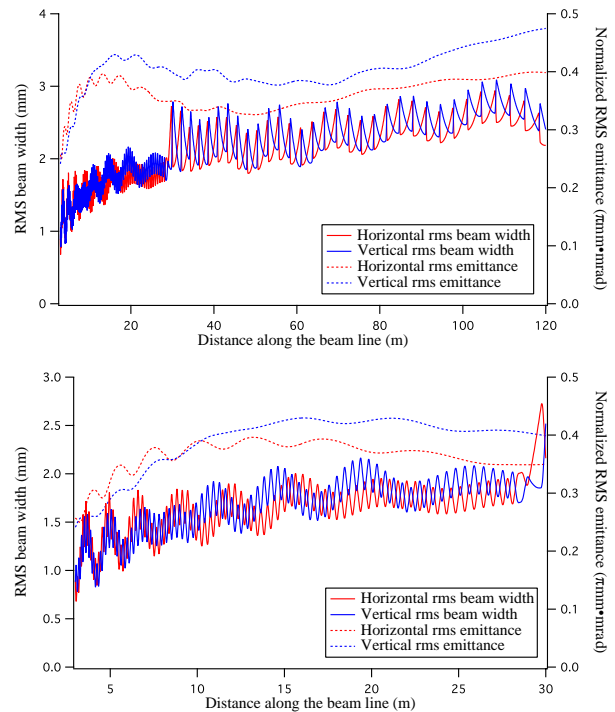 4
3
2
1
0
RMS beam width (mm)
0.5
0.4
0.3
0.2
0.1
0.0
Normalized RMS emittance (πmm•mrad)
Horizontal rms beam width
Vertical rms beam width
Horizontal rms emittance
Vertical rms emittance
20
40
60
80
100
120
Distance along the beam line (m)
3.0
2.5
2.0
1.5
1.0
0.5
0.0
RMS beam width (mm)
0.5
0.4
0.3
0.2
0.1
0.0
Normalized RMS emittance (πmm•mrad)
Horizontal rms beam width
Vertical rms beam width
Horizontal rms emittance
Vertical rms emittance
5
10
15
20
25
30
Distance along the beam line (m)